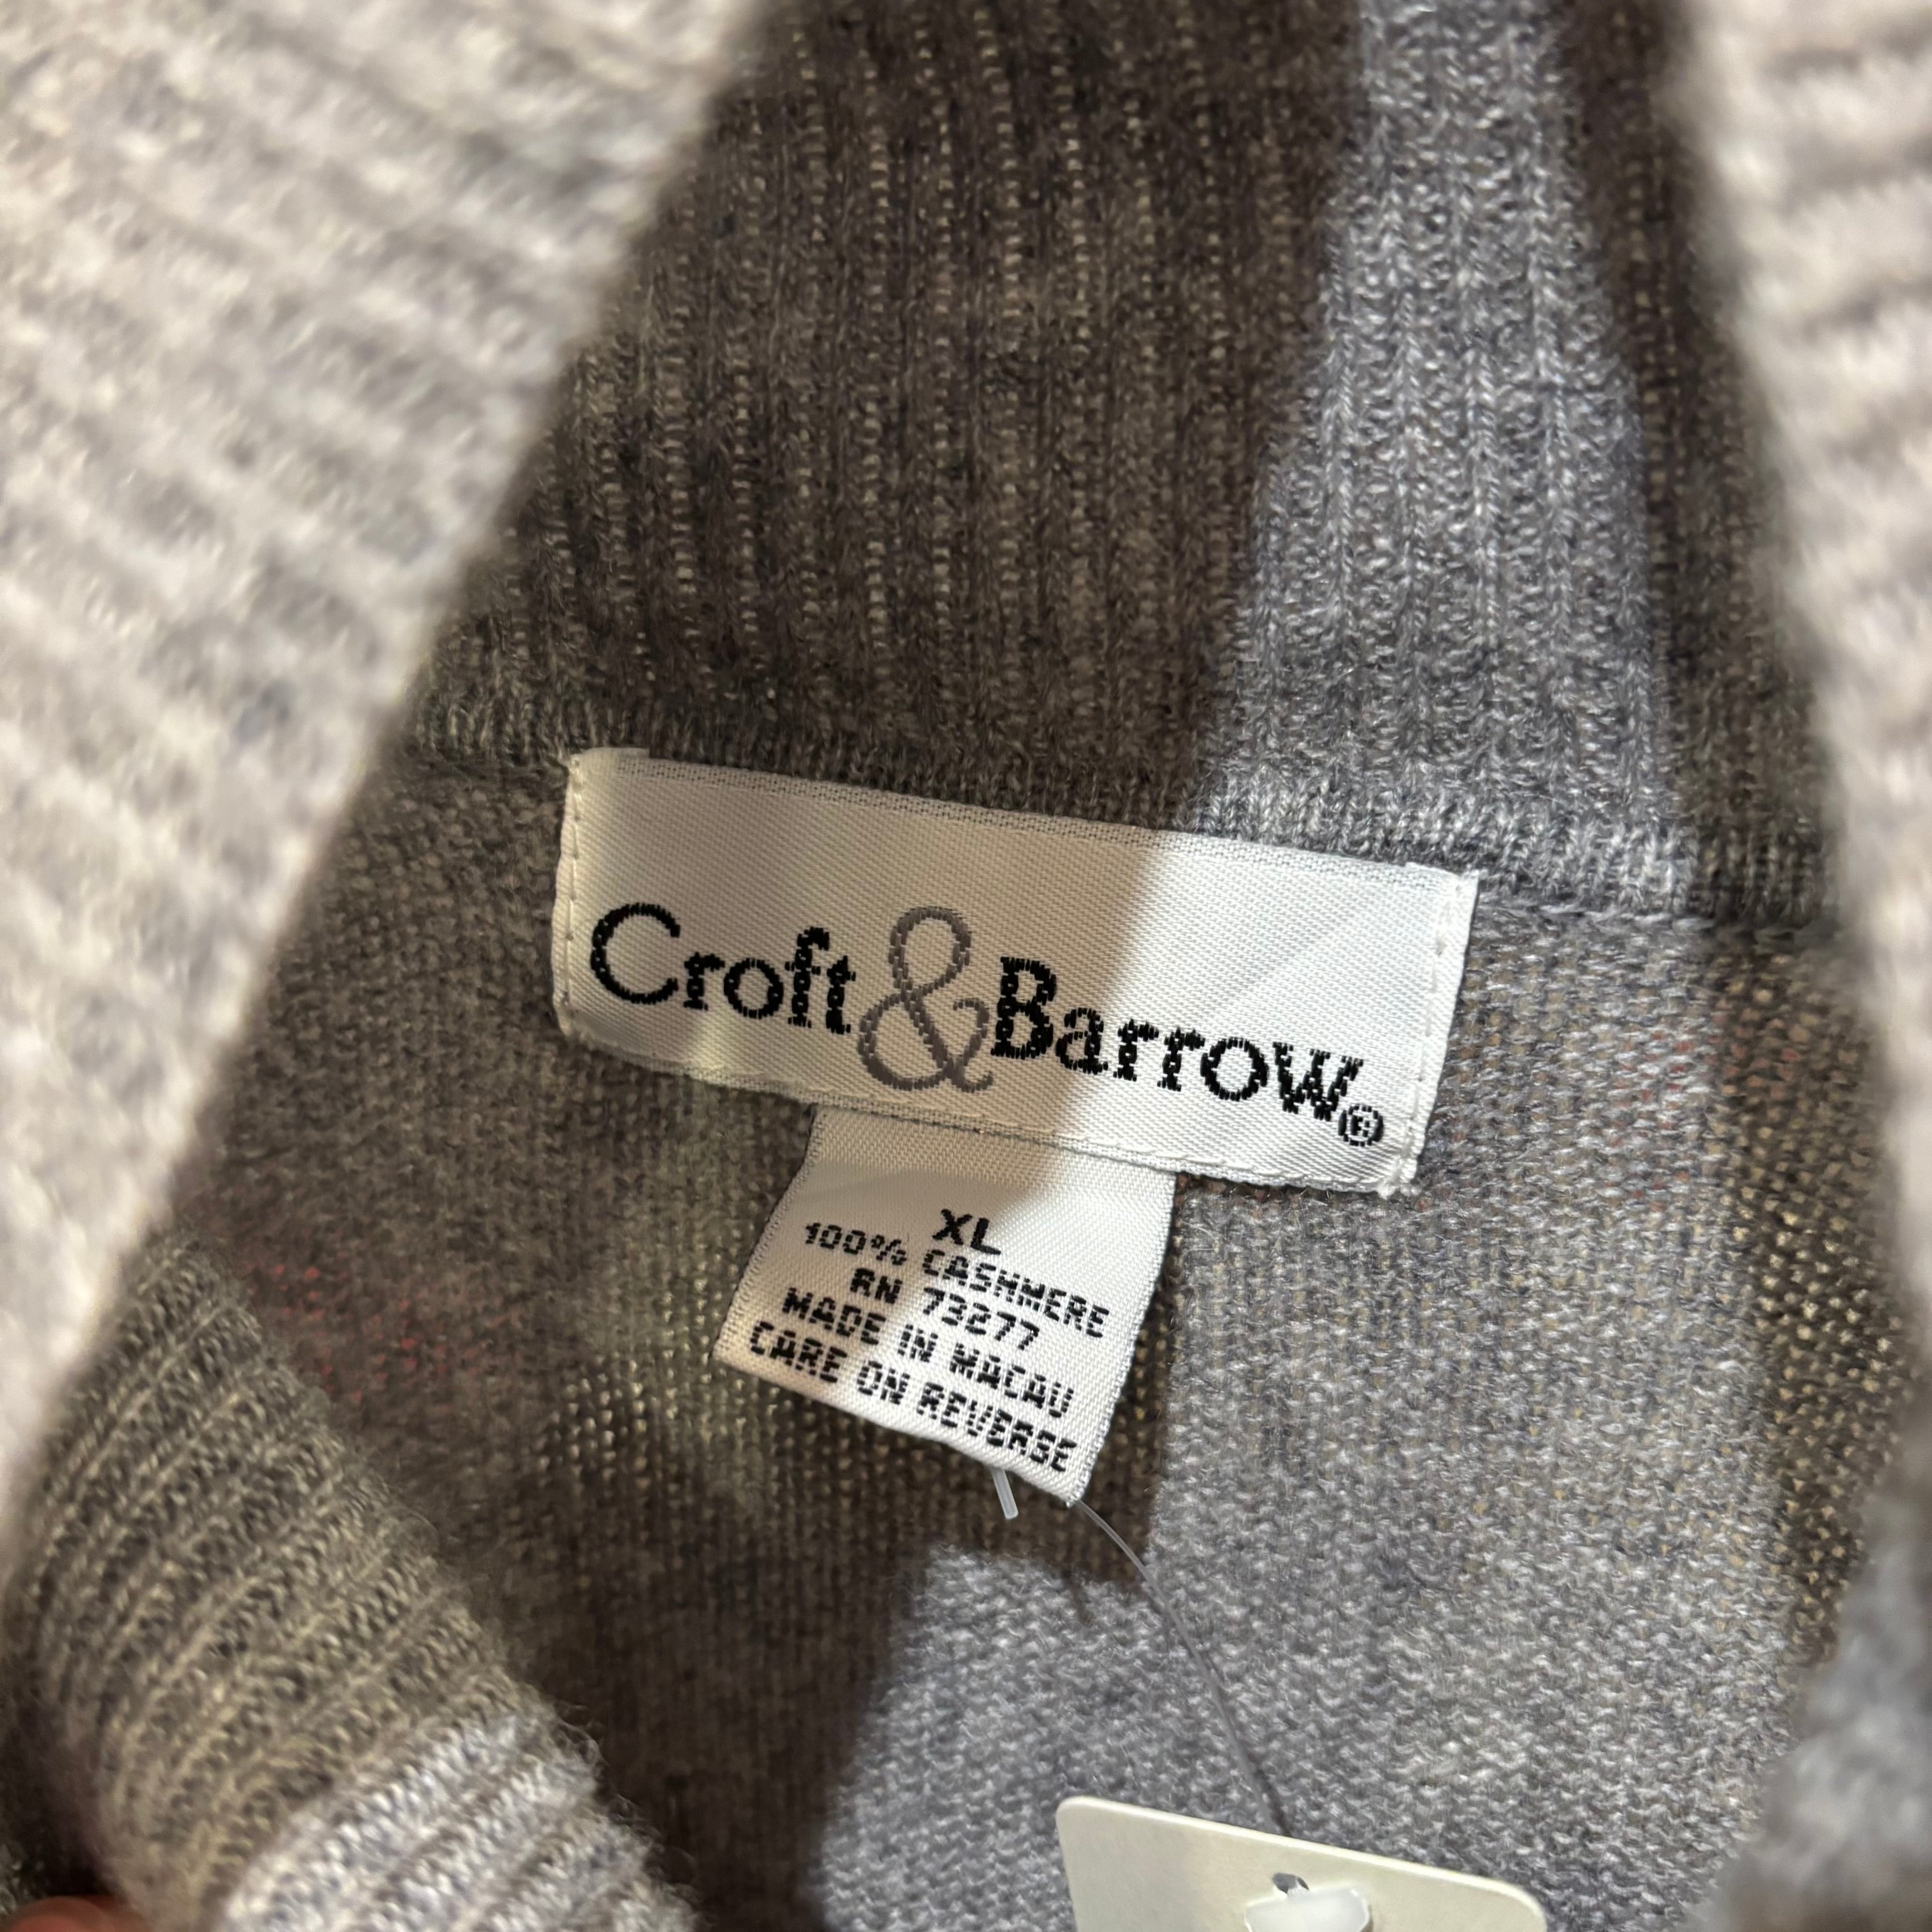 Croft & Barrow®
XL
100% CASHMERE
RN 73277
MADE IN MACAU
CARE ON REVERSE